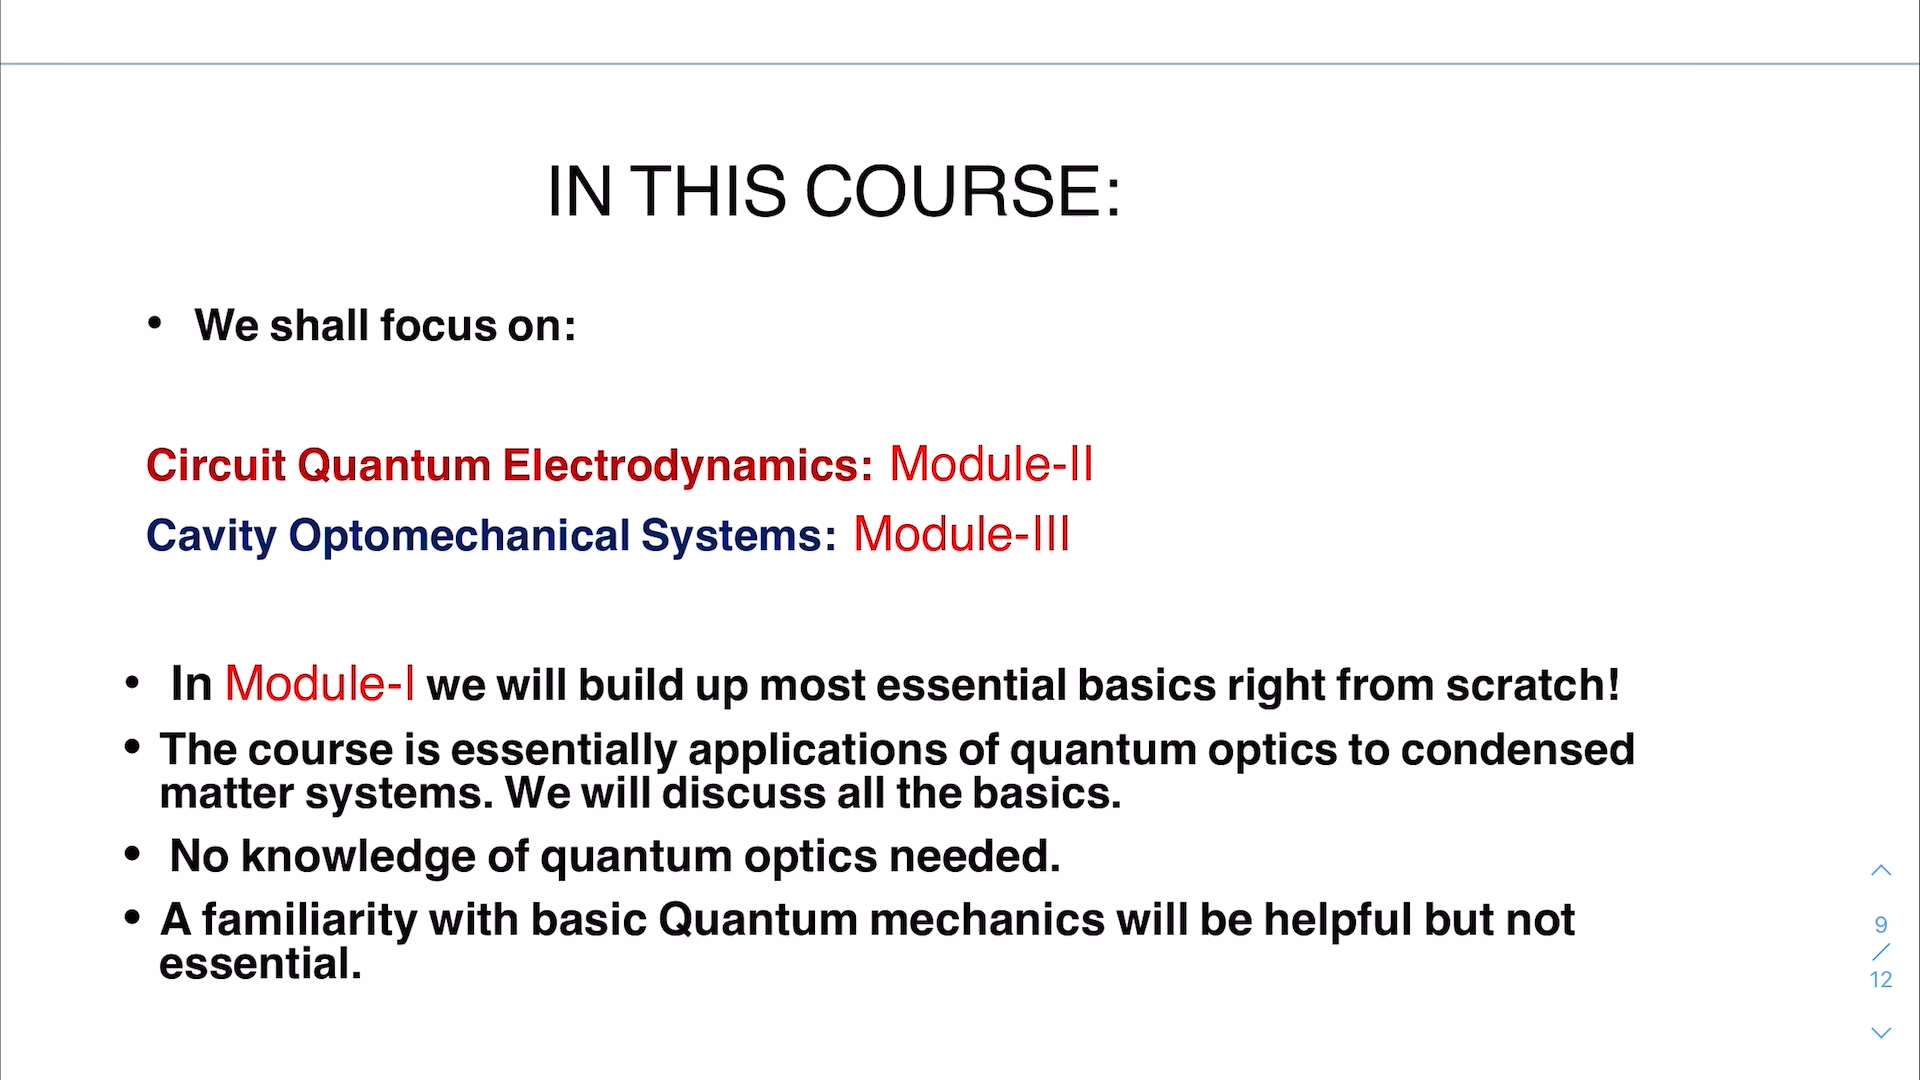 IN THIS COURSE:
• We shall focus on:
Circuit Quantum Electrodynamics: Module-II
Cavity Optomechanical Systems: Module-III
• In Module-I we will build up most essential basics right from scratch!
• The course is essentially applications of quantum optics to condensed
matter systems. We will discuss all the basics.
• No knowledge of quantum optics needed.
• A familiarity with basic Quantum mechanics will be helpful but not
essential.
9
/
12